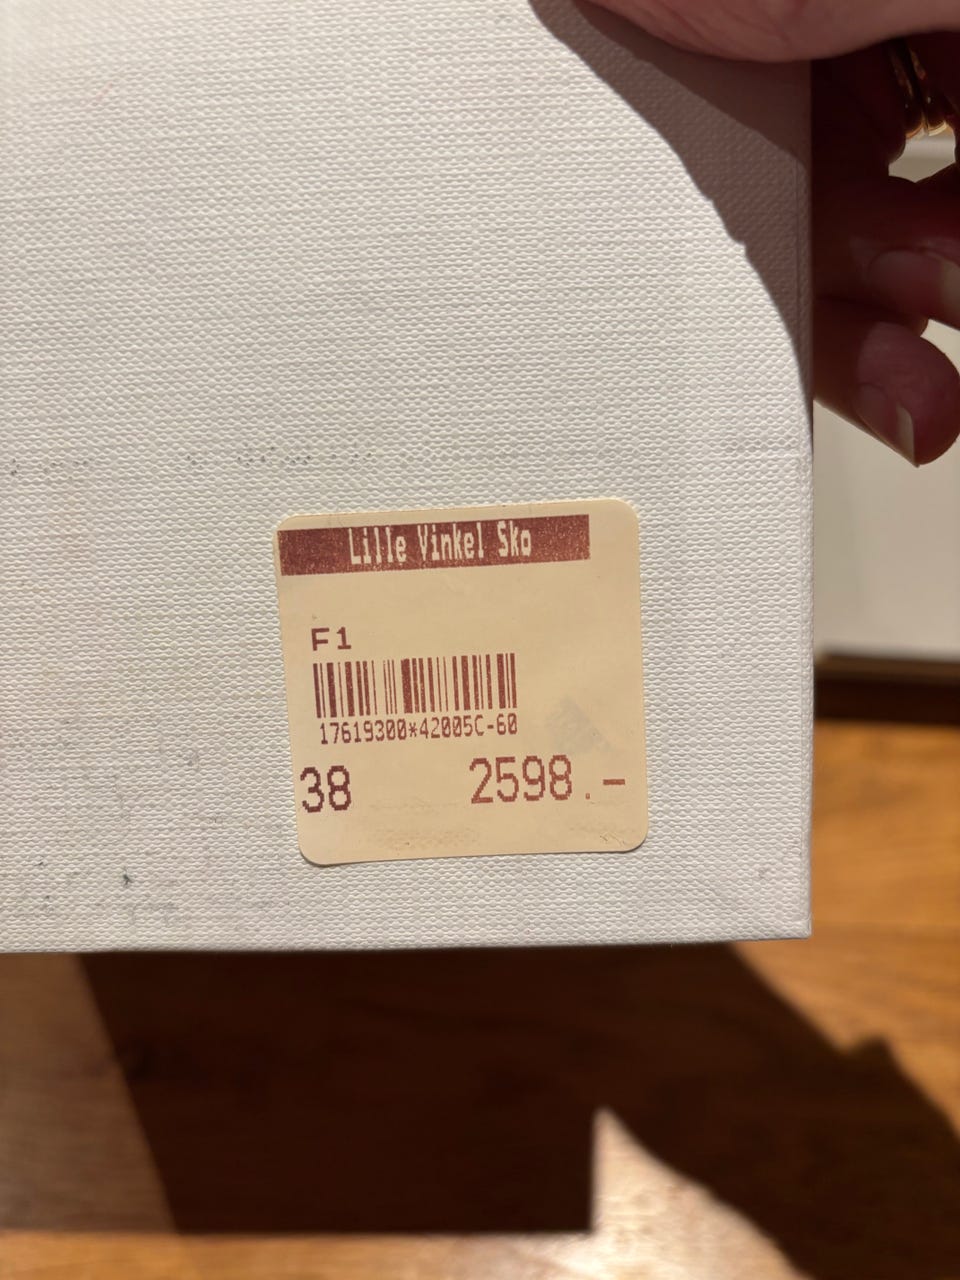 Lille Vinkel Sko
F1
17619300*42005C-60
38 2598.-